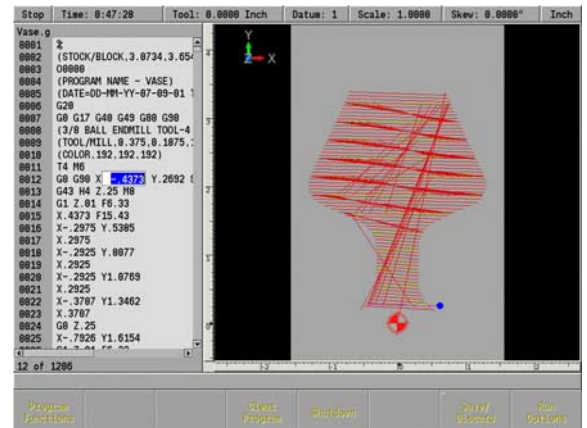 Stop Time: 0:47:28 Tool: 0.0000 Inch Datum: 1 Scale: 1.0000 Skew: 0.0000° Inch
Vase.g
0001 %
0002 (STOCK/BLOCK,3.0734,3.654
0003 O0000
0004 (PROGRAM NAME - VASE)
0005 (DATE=DD-MM-YY-07-09-01 T
0006 G20
0007 G0 G17 G40 G49 G80 G90
0008 (3/8 BALL ENDMILL TOOL-4
0009 (TOOL/MILL,0.375,0.1875,
0010 (COLOR,192,192,192)
0011 T4 M6
0012 G0 G90 X-.4373 Y.2692 S
0013 G43 H4 Z.25 M8
0014 G1 Z.01 F6.33
0015 X.4373 F15.43
0016 X-.2975 Y.5385
0017 X.2975
0018 X-.2925 Y.8077
0019 X.2925
0020 X-.2925 Y1.0769
0021 X.2925
0022 X-.3707 Y1.3462
0023 X.3707
0024 G0 Z.25
0025 X-.7926 Y1.6154
12 of 1206
Y
Z X
Program Functions
Clear Program
Shutdown
Save/ Discard
Run Options